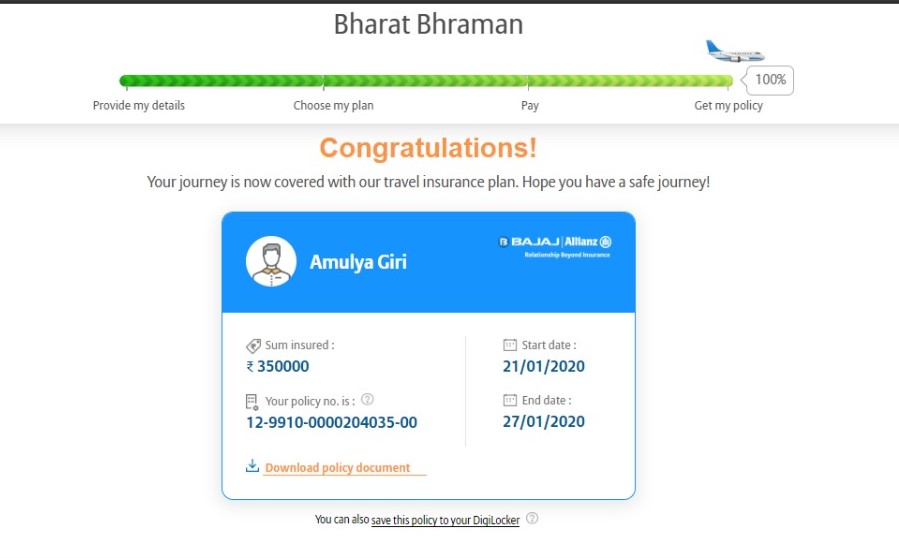 Bharat Bhraman
100%
Provide my details
Choose my plan
Pay
Get my policy
Congratulations!
Your journey is now covered with our travel insurance plan. Hope you have a safe journey!
Amulya Giri
BAJAJ | Allianz
Relationship Beyond Insurance
Sum insured :
₹ 350000
Start date :
21/01/2020
Your policy no. is : ?
12-9910-0000204035-00
End date :
27/01/2020
Download policy document
You can also save this policy to your DigiLocker ?